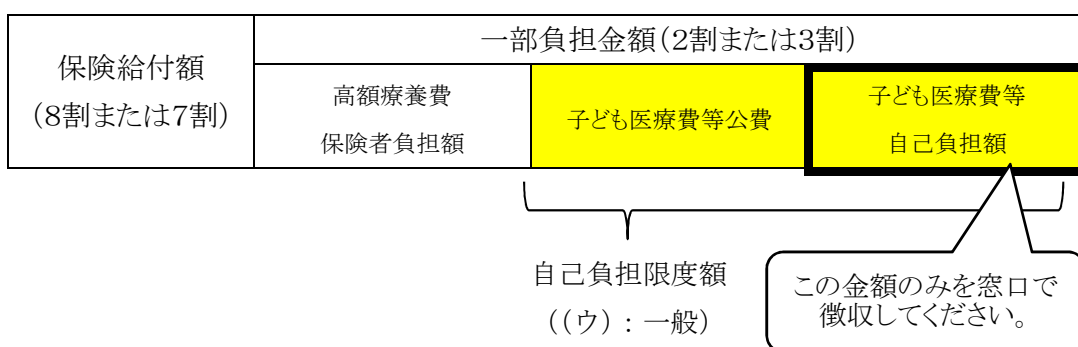 保険給付額
(8割または7割)
一部負担金額(2割または3割)
高額療養費
保険者負担額
子ども医療費等公費
子ども医療費等
自己負担額
自己負担限度額
((ウ):一般)
この金額のみを窓口で
徴収してください。